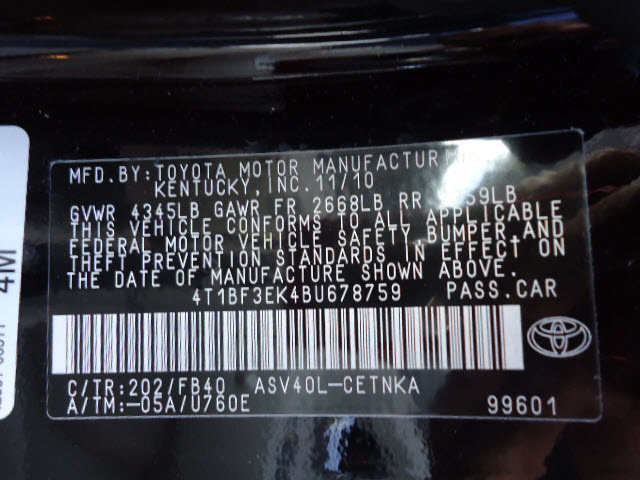 MFD.BY:TOYOTA MOTOR MANUFACTURING
KENTUCKY,INC.11/10
GVWR 4345LB GAWR FR 2668LB RR
THIS VEHICLE CONFORMS TO ALL APPLICABLE
FEDERAL MOTOR VEHICLE SAFETY,BUMPER AND
THEFT PREVENTION STANDARDS IN EFFECT ON
THE DATE OF MANUFACTURE SHOWN ABOVE.
4T1BF3EK4BU678759 PASS.CAR
C/TR:202/FB40 ASV40L-CETNKA
A/TM:-05A/U760E 99601
4M